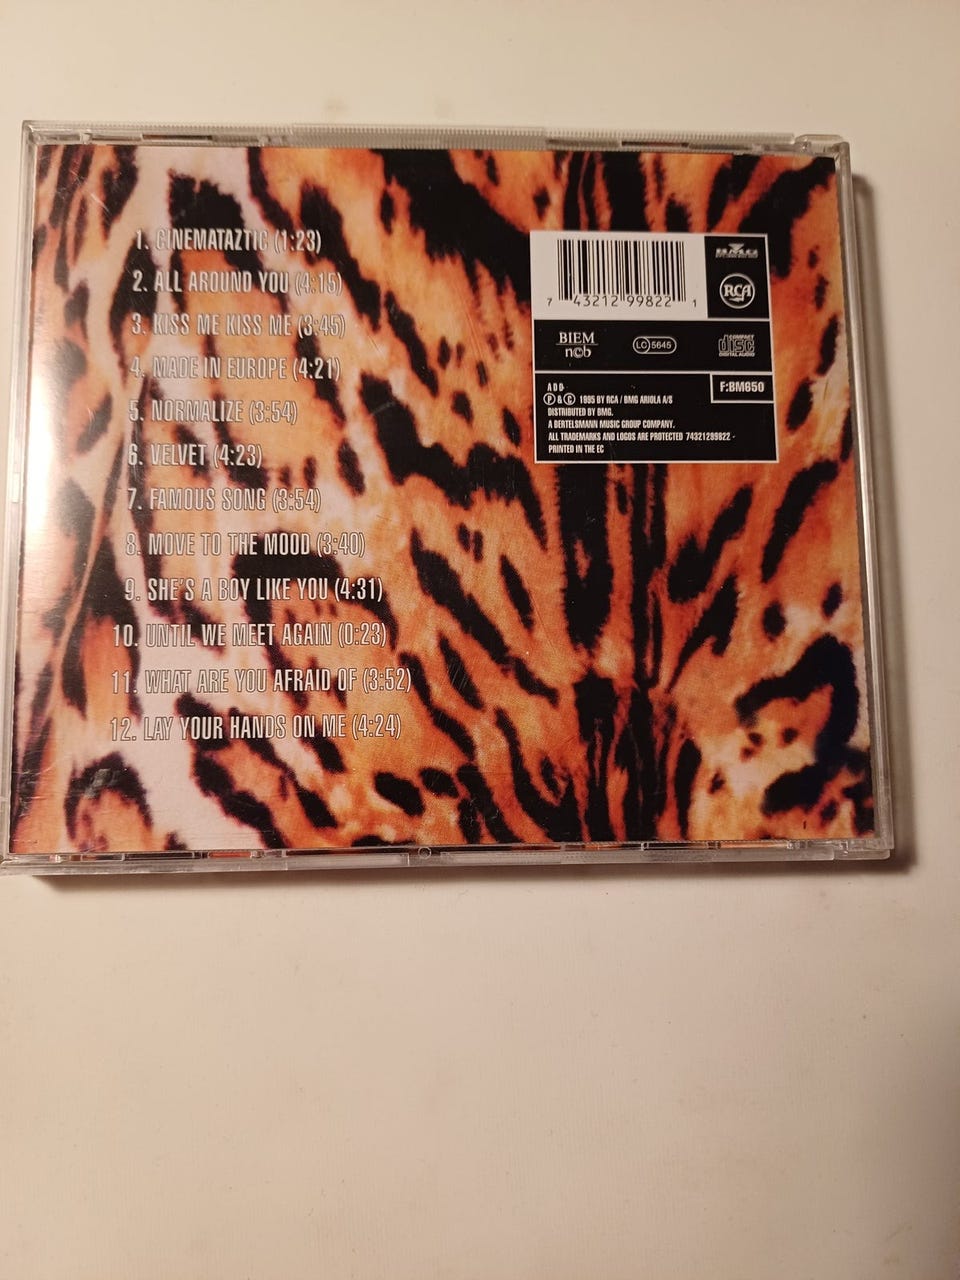 1. CINEMATAZTIC (1:23)
2. ALL AROUND YOU (4:15)
3. KISS ME KISS ME (3:45)
4. MADE IN EUROPE (4:21)
5. NORMALIZE (3:54)
6. VELVET (4:23)
7. FAMOUS SONG (3:54)
8. MOVE TO THE MOOD (3:40)
9. SHE'S A BOY LIKE YOU (4:31)
10. UNTIL WE MEET AGAIN (0:23)
11. WHAT ARE YOU AFRAID OF (3:52)
12. LAY YOUR HANDS ON ME (4:24)
7 43212 99822 1
BMG
RCA
BIEM
n©b
LC 5645
COMPACT
disc
DIGITAL AUDIO
F:BM650
ADD
Ⓟ & © 1995 BY RCA / BMG ARIOLA A/S
DISTRIBUTED BY BMG.
A BERTELSMANN MUSIC GROUP COMPANY.
ALL TRADEMARKS AND LOGOS ARE PROTECTED 74321299822 -
PRINTED IN THE EC